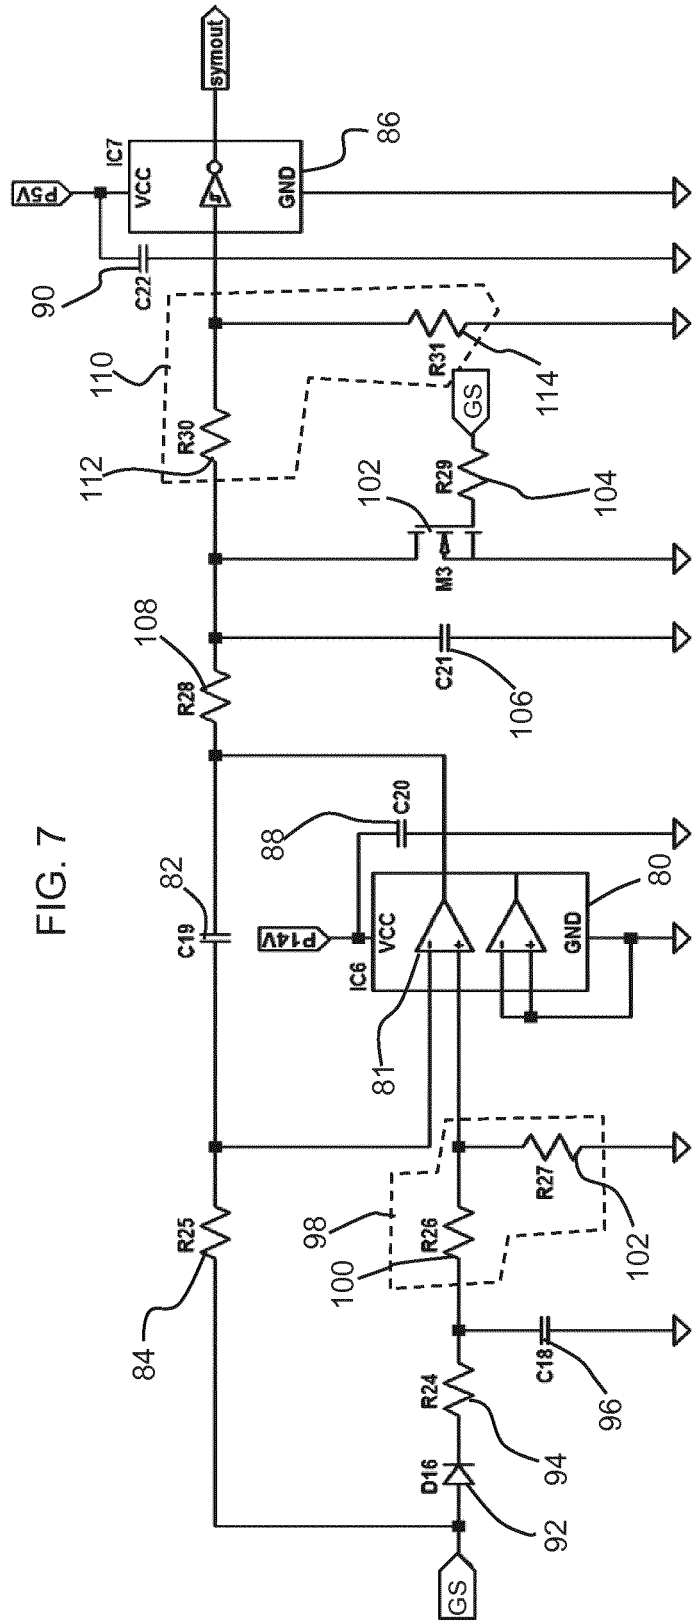 FIG. 7
GS
D16
92
R24
94
C18
96
84
R25
98
100
R26
R27
102
C19
82
81
IC6
P14V
VCC
GND
80
88
C20
R28
108
C21
106
M3
102
R29
104
GS
112
R30
110
R31
114
90
C22
P5V
IC7
VCC
GND
86
symout